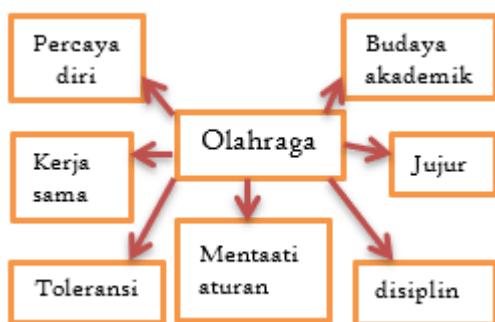 Percaya
diri
Budaya
akademik
Olahraga
Kerja
sama
Jujur
Toleransi
Mentaati
aturan
disiplin